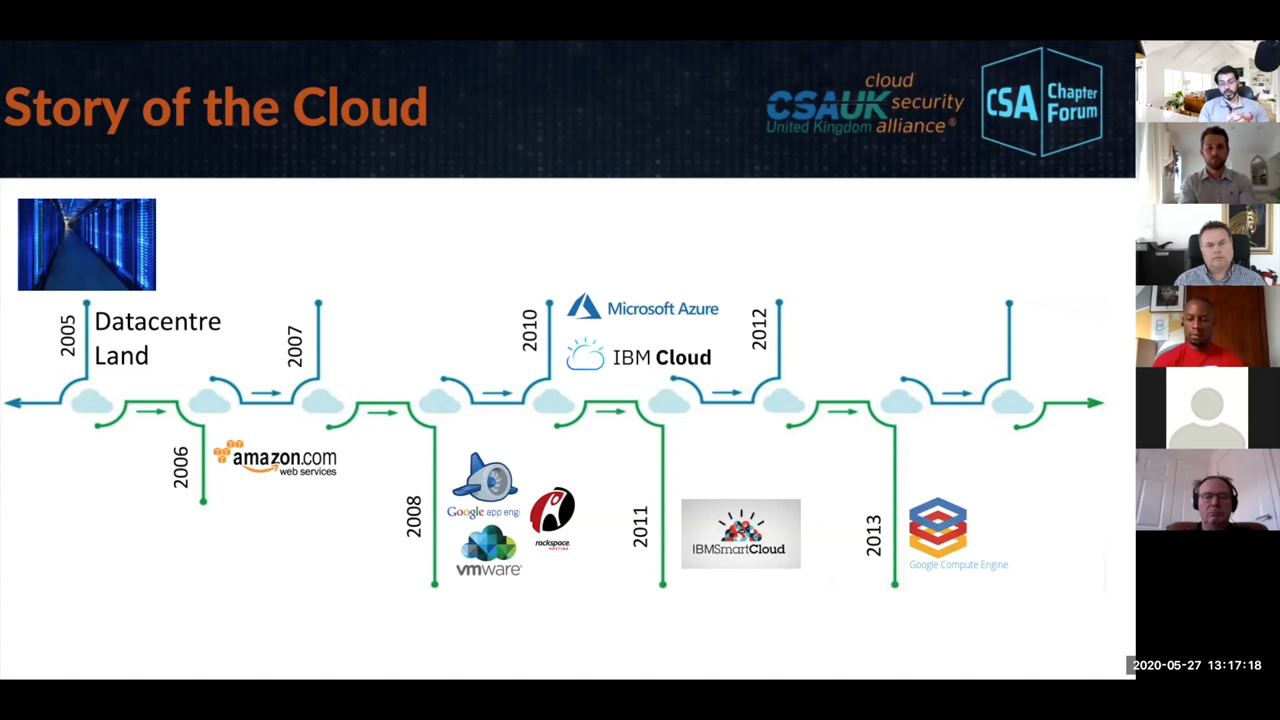 Story of the Cloud
cloud
CSAUK security
United Kingdom alliance®
CSA Chapter
Forum
2005
Datacentre
Land
2007
2010
Microsoft Azure
IBM Cloud
2012
2006
amazon.com
web services
2008
Google app engi
rackspace
HOSTING
vmware
2011
IBMSmartCloud
2013
Google Compute Engine
2020-05-27 13:17:18